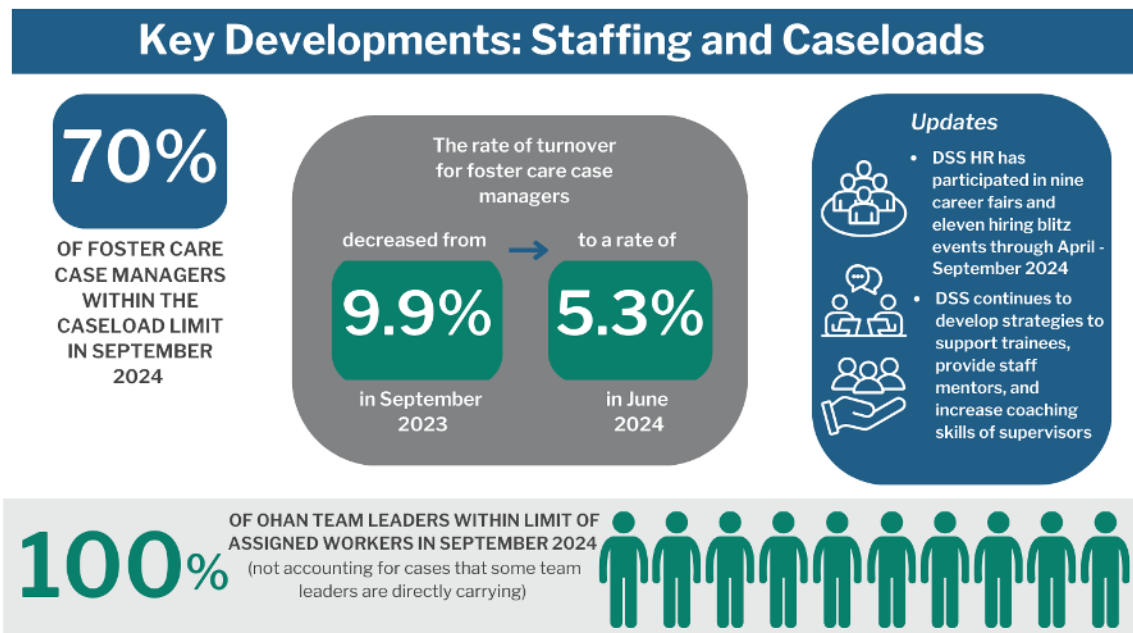 Key Developments: Staffing and Caseloads
70%
OF FOSTER CARE
CASE MANAGERS
WITHIN THE
CASELOAD LIMIT
IN SEPTEMBER
2024
The rate of turnover
for foster care case
managers
decreased from
9.9%
in September
2023
to a rate of
5.3%
in June
2024
Updates
• DSS HR has
participated in nine
career fairs and
eleven hiring blitz
events through April -
September 2024
• DSS continues to
develop strategies to
support trainees,
provide staff
mentors, and
increase coaching
skills of supervisors
100%
OF OHAN TEAM LEADERS WITHIN LIMIT OF
ASSIGNED WORKERS IN SEPTEMBER 2024
(not accounting for cases that some team
leaders are directly carrying)